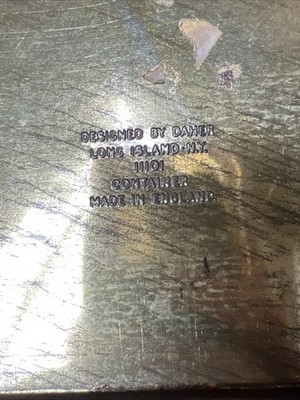 DESIGNED BY DAHER
LONG ISLAND N.Y.
11101
CONTAINER
MADE IN ENGLAND